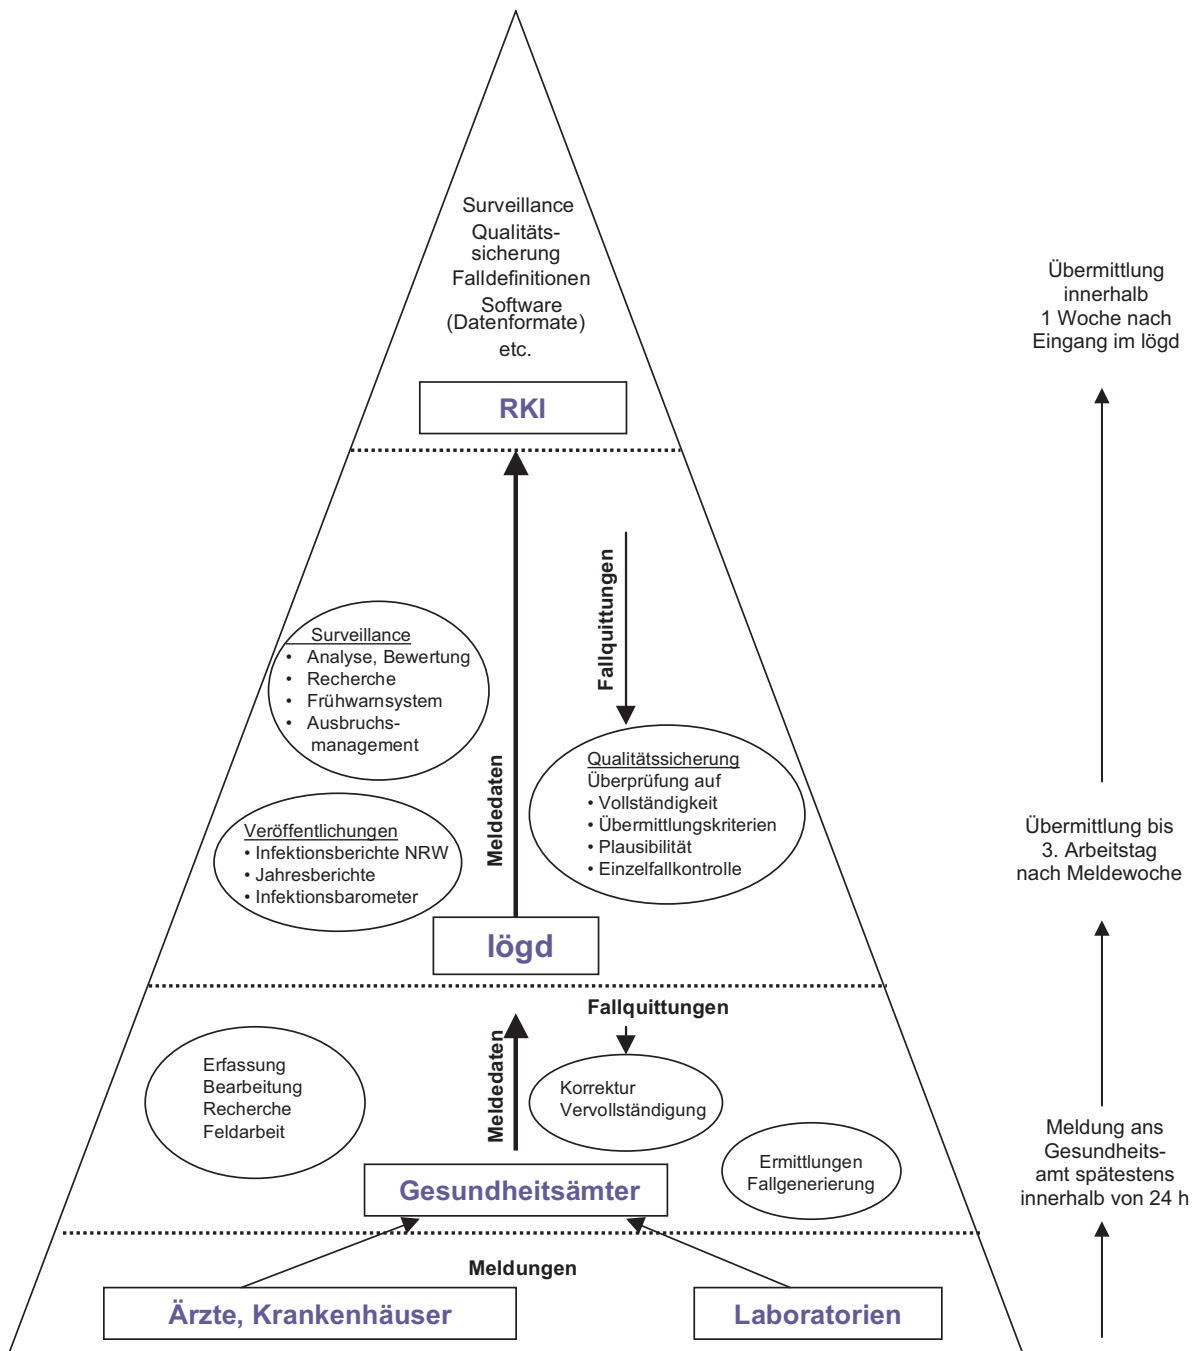 Surveillance
Qualitäts-
sicherung
Falldefinitionen
Software
(Datenformate)
etc.
RKI
Übermittlung
innerhalb
1 Woche nach
Eingang im lögd
Fallquittungen
Surveillance
• Analyse, Bewertung
• Recherche
• Frühwarnsystem
• Ausbruchs-
management
Meldedaten
Qualitätssicherung
Überprüfung auf
• Vollständigkeit
• Übermittlungskriterien
• Plausibilität
• Einzelfallkontrolle
Veröffentlichungen
• Infektionsberichte NRW
• Jahresberichte
• Infektionsbarometer
lögd
Übermittlung bis
3. Arbeitstag
nach Meldewoche
Fallquittungen
Meldedaten
Erfassung
Bearbeitung
Recherche
Feldarbeit
Korrektur
Vervollständigung
Ermittlungen
Fallgenerierung
Gesundheitsämter
Meldung ans
Gesundheits-
amt spätestens
innerhalb von 24 h
Meldungen
Ärzte, Krankenhäuser
Laboratorien